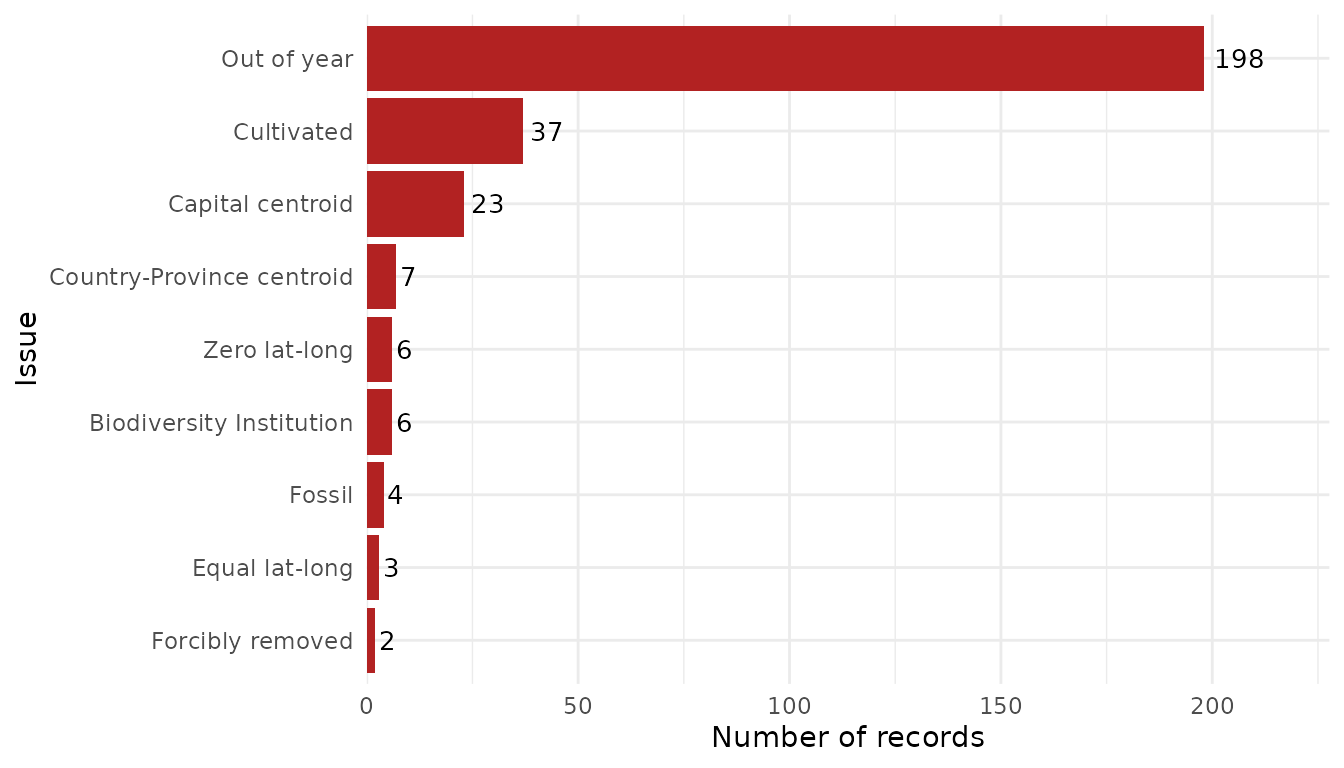 Out of year
198
Cultivated
37
Capital centroid
23
Country-Province centroid
7
Zero lat-long
6
Biodiversity Institution
6
Fossil
4
Equal lat-long
3
Forcibly removed
2
0 50 100 150 200
Number of records
Issue